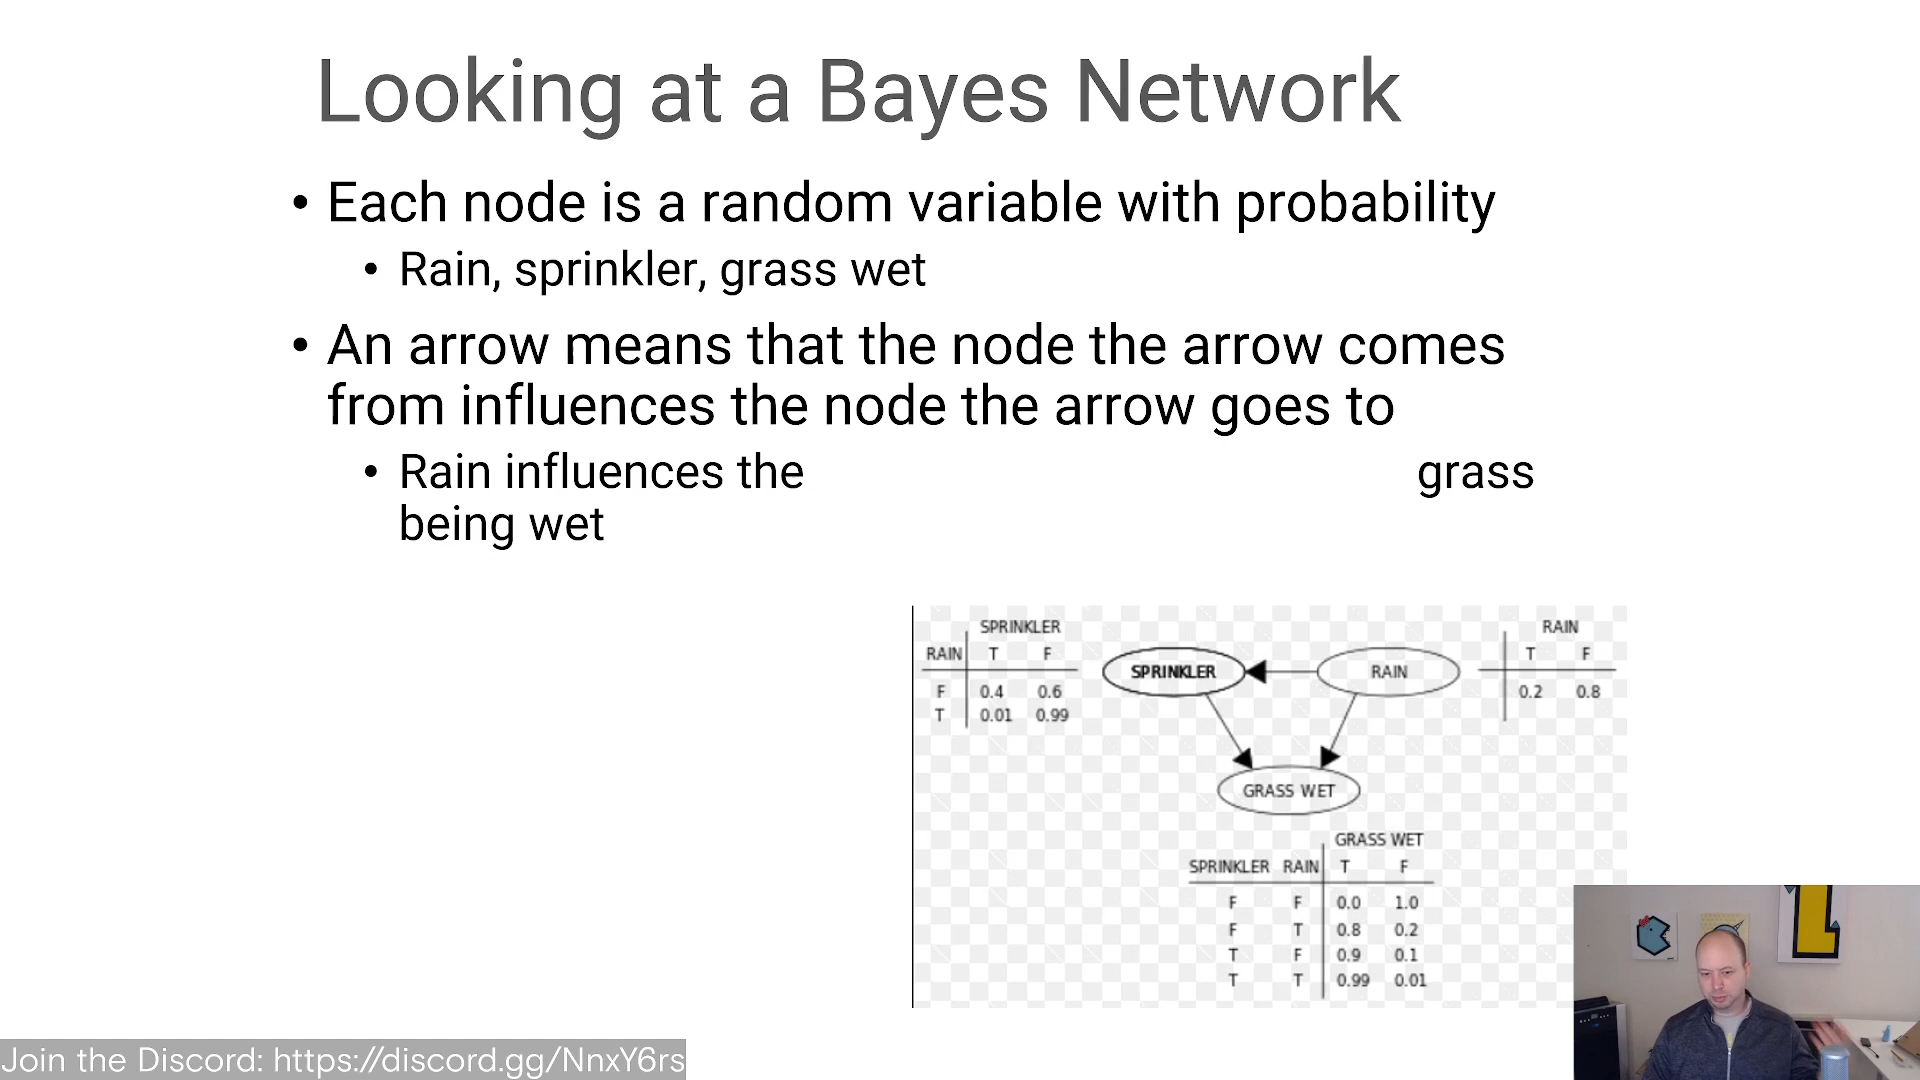 Looking at a Bayes Network
• Each node is a random variable with probability
• Rain, sprinkler, grass wet
• An arrow means that the node the arrow comes
from influences the node the arrow goes to
• Rain influences the grass
being wet
SPRINKLER
RAIN T F
F 0.4 0.6
T 0.01 0.99
SPRINKLER
RAIN
RAIN
T F
0.2 0.8
GRASS WET
GRASS WET
SPRINKLER RAIN T F
F F 0.0 1.0
F T 0.8 0.2
T F 0.9 0.1
T T 0.99 0.01
Join the Discord: https://discord.gg/NnxY6rs